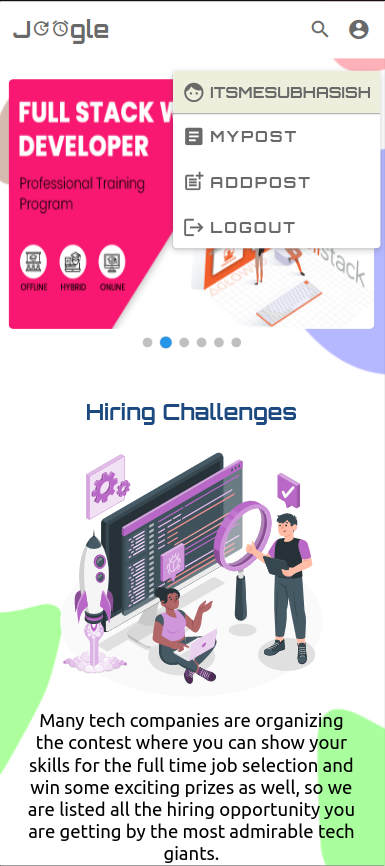 Joogle
ITSMESUBHASISH
FULL STACK W
DEVELOPER
MYPOST
Professional Training
Program
ADDPOST
LOGOUT
stack
OFFLINE HYBRID ONLINE
Hiring Challenges
Many tech companies are organizing
the contest where you can show your
skills for the full time job selection and
win some exciting prizes as well, so we
are listed all the hiring opportunity you
are getting by the most admirable tech
giants.